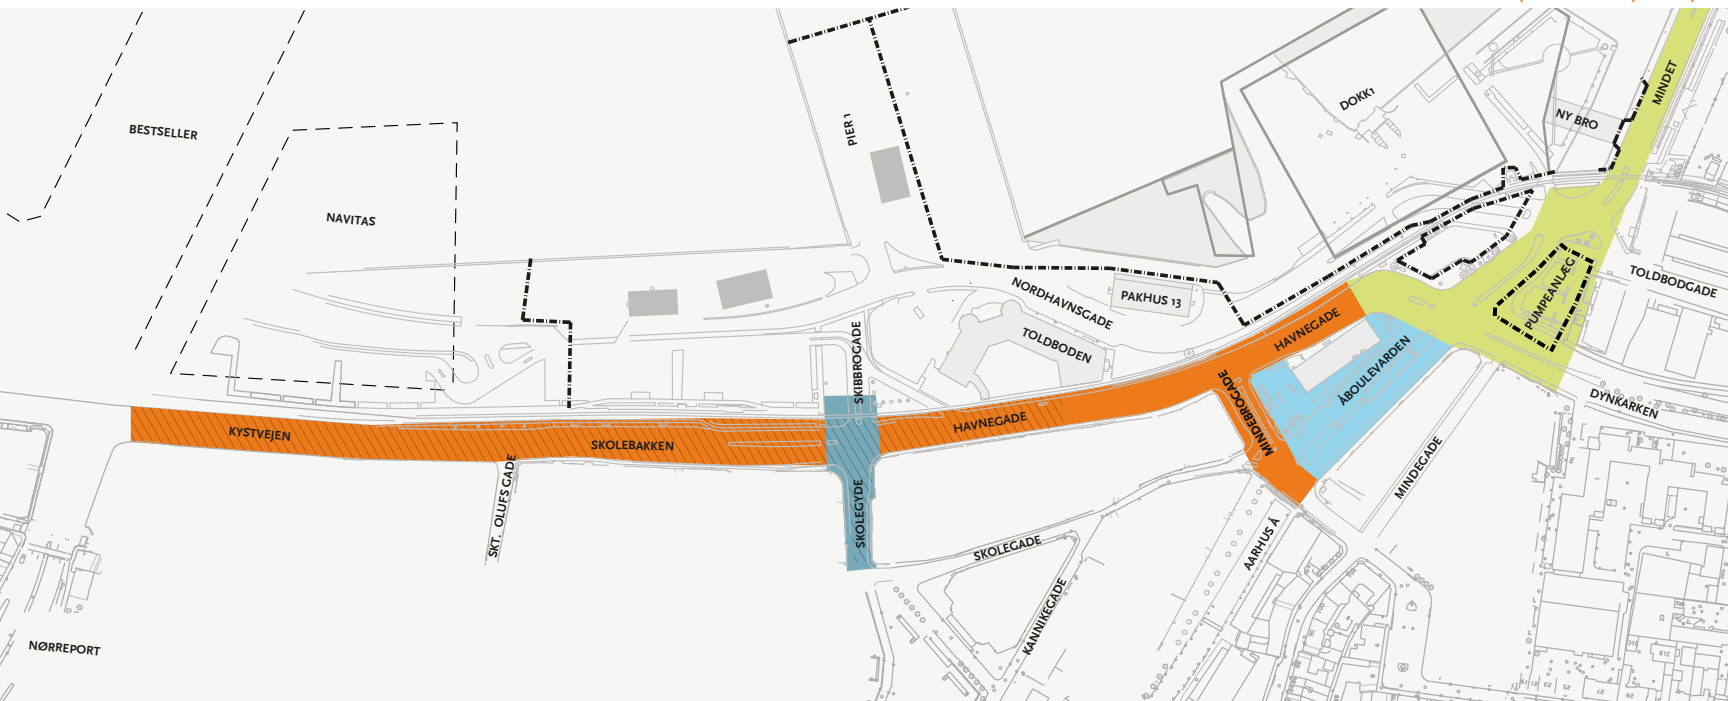 BESTSELLER
NAVITAS
PIER 1
DOKK1
NY BRO
MINDET
TOLDBODGADE
PUMPEANLÆG
PAKHUS 13
NORDHAVNSGADE
TOLDBODEN
HAVNEGADE
ÅBOULEVARDEN
DYNKARKEN
SKIBBROGADE
MINDEBROGADE
KYSTVEJEN
SKOLEBAKKEN
HAVNEGADE
MINDEGADE
SKT. OLUFS GADE
SKOLEGYDE
SKOLEGADE
AARHUS Å
KANNIKEGADE
NØRREPORT